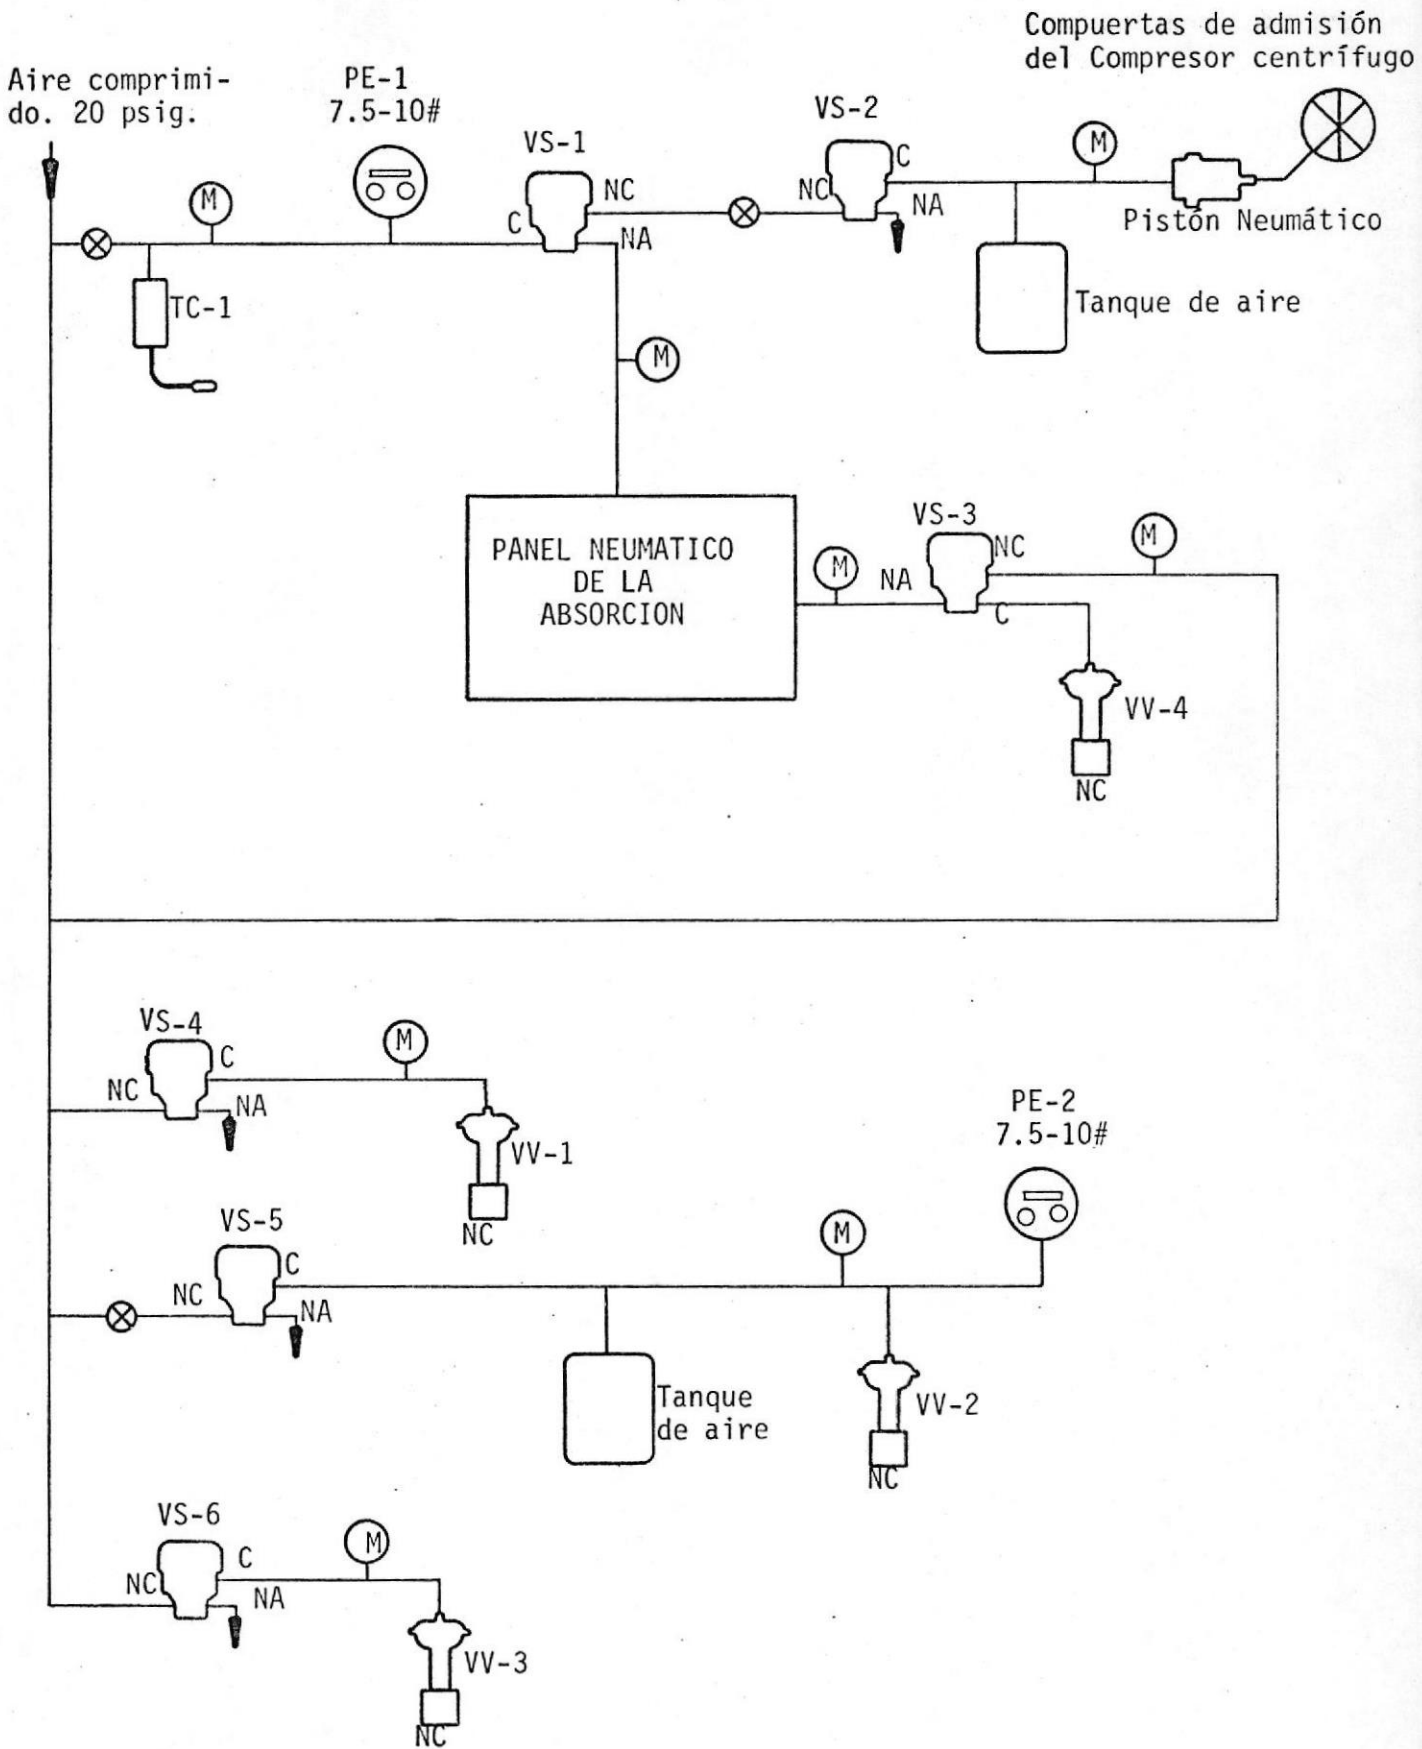 Compuertas de admisión
del Compresor centrífugo
Aire comprimi-
do. 20 psig.
PE-1
7.5-10#
VS-1
VS-2
C
NC
NA
M
C
NC
NA
M
Pistón Neumático
TC-1
Tanque de aire
M
PANEL NEUMATICO
DE LA
ABSORCION
VS-3
NC
NA
C
M
M
VV-4
NC
VS-4
C
NC
NA
M
VV-1
NC
PE-2
7.5-10#
VS-5
C
NC
NA
M
Tanque
de aire
VV-2
NC
VS-6
C
NC
NA
M
VV-3
NC